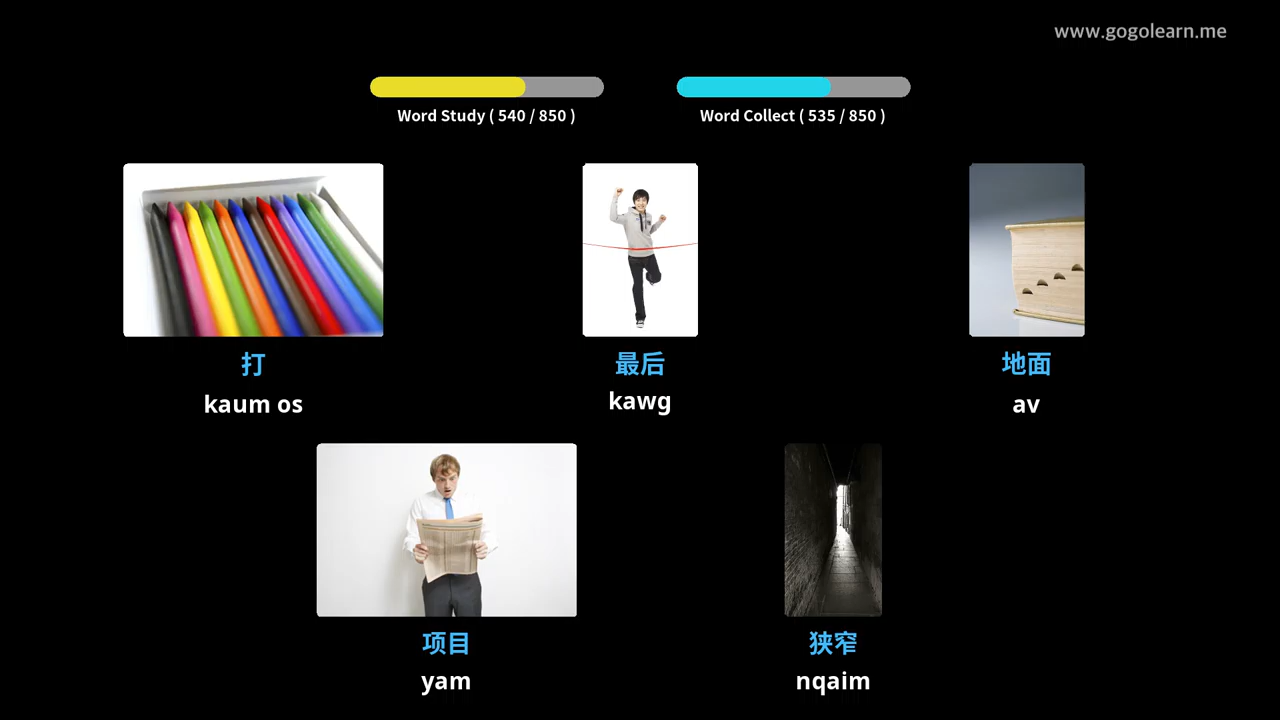 www.gogolearn.me
Word Study ( 540 / 850 )
Word Collect ( 535 / 850 )
打
kaum os
最后
kawg
地面
av
项目
yam
狭窄
nqaim